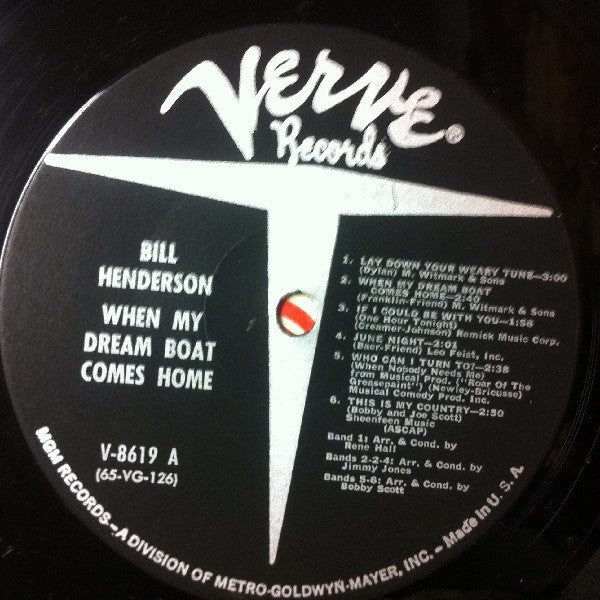 Verve®
Records
BILL
HENDERSON
WHEN MY
DREAM BOAT
COMES HOME
V-8619 A
(65-VG-126)
1. LAY DOWN YOUR WEARY TUNE—3:00
(Dylan) M. Witmark & Sons
2. WHEN MY DREAM BOAT
COMES HOME—2:40
(Franklin-Friend) M. Witmark & Sons
3. IF I COULD BE WITH YOU—1:58
(One Hour Tonight)
(Creamer-Johnson) Remick Music Corp.
4. JUNE NIGHT—2:01
(Baer-Friend) Leo Feist, Inc.
5. WHO CAN I TURN TO?—2:38
(When Nobody Needs Me)
from Musical Prod. ("Roar Of The
Greasepaint") (Newley-Bricusse)
Musical Comedy Prod. Inc.
6. THIS IS MY COUNTRY—2:50
(Bobby and Joe Scott)
Sheenfeen Music
(ASCAP)
Band 1: Arr. & Cond. by
Rene Hall
Bands 2-2-4: Arr. & Cond. by
Jimmy Jones
Bands 5-6: Arr. & Cond. by
Bobby Scott
MGM RECORDS—A DIVISION OF METRO-GOLDWYN-MAYER, INC.—Made in U. S. A.